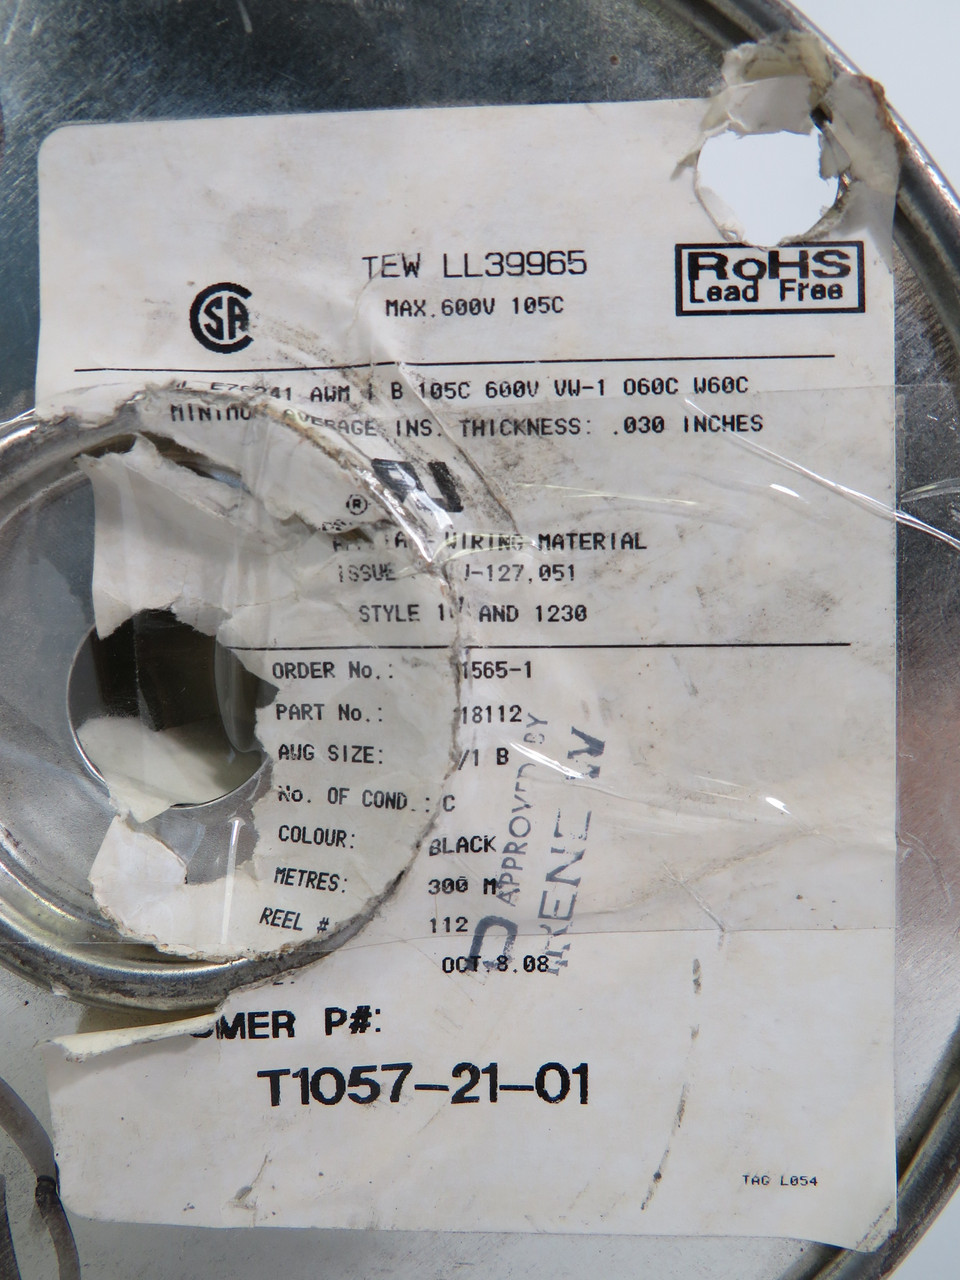 TEW LL39965
MAX.600V 105C
RoHS
Lead Free
SA
41 AWM I B 105C 600V VW-1 O60C W60C
AVERAGE INS. THICKNESS: .030 INCHES
®
WIRING MATERIAL
ISSUE -127,051
STYLE AND 1230
ORDER No.: 1565-1
PART No.: 18112
AWG SIZE: /1 B
No. OF COND.: C
COLOUR: BLACK
METRES: 300 M
REEL # 112
OCT.8.08
APPROVED BY
OMER P#:
T1057-21-01
TAG L054